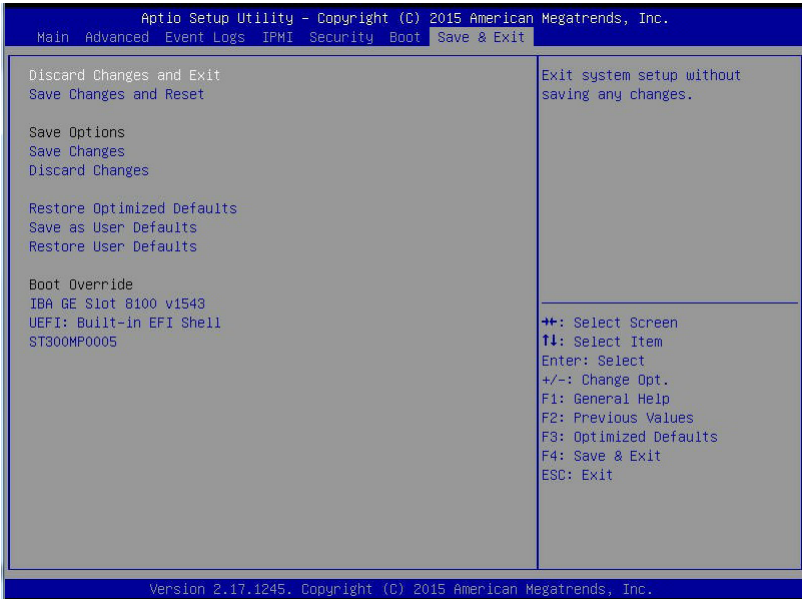 Aptio Setup Utility – Copyright (C) 2015 American Megatrends, Inc.
Main Advanced Event Logs IPMI Security Boot Save & Exit
Discard Changes and Exit
Save Changes and Reset
Save Options
Save Changes
Discard Changes
Restore Optimized Defaults
Save as User Defaults
Restore User Defaults
Boot Override
IBA GE Slot 8100 v1543
UEFI: Built-in EFI Shell
ST300MP0005
Exit system setup without
saving any changes.
→←: Select Screen
↑↓: Select Item
Enter: Select
+/-: Change Opt.
F1: General Help
F2: Previous Values
F3: Optimized Defaults
F4: Save & Exit
ESC: Exit
Version 2.17.1245. Copyright (C) 2015 American Megatrends, Inc.